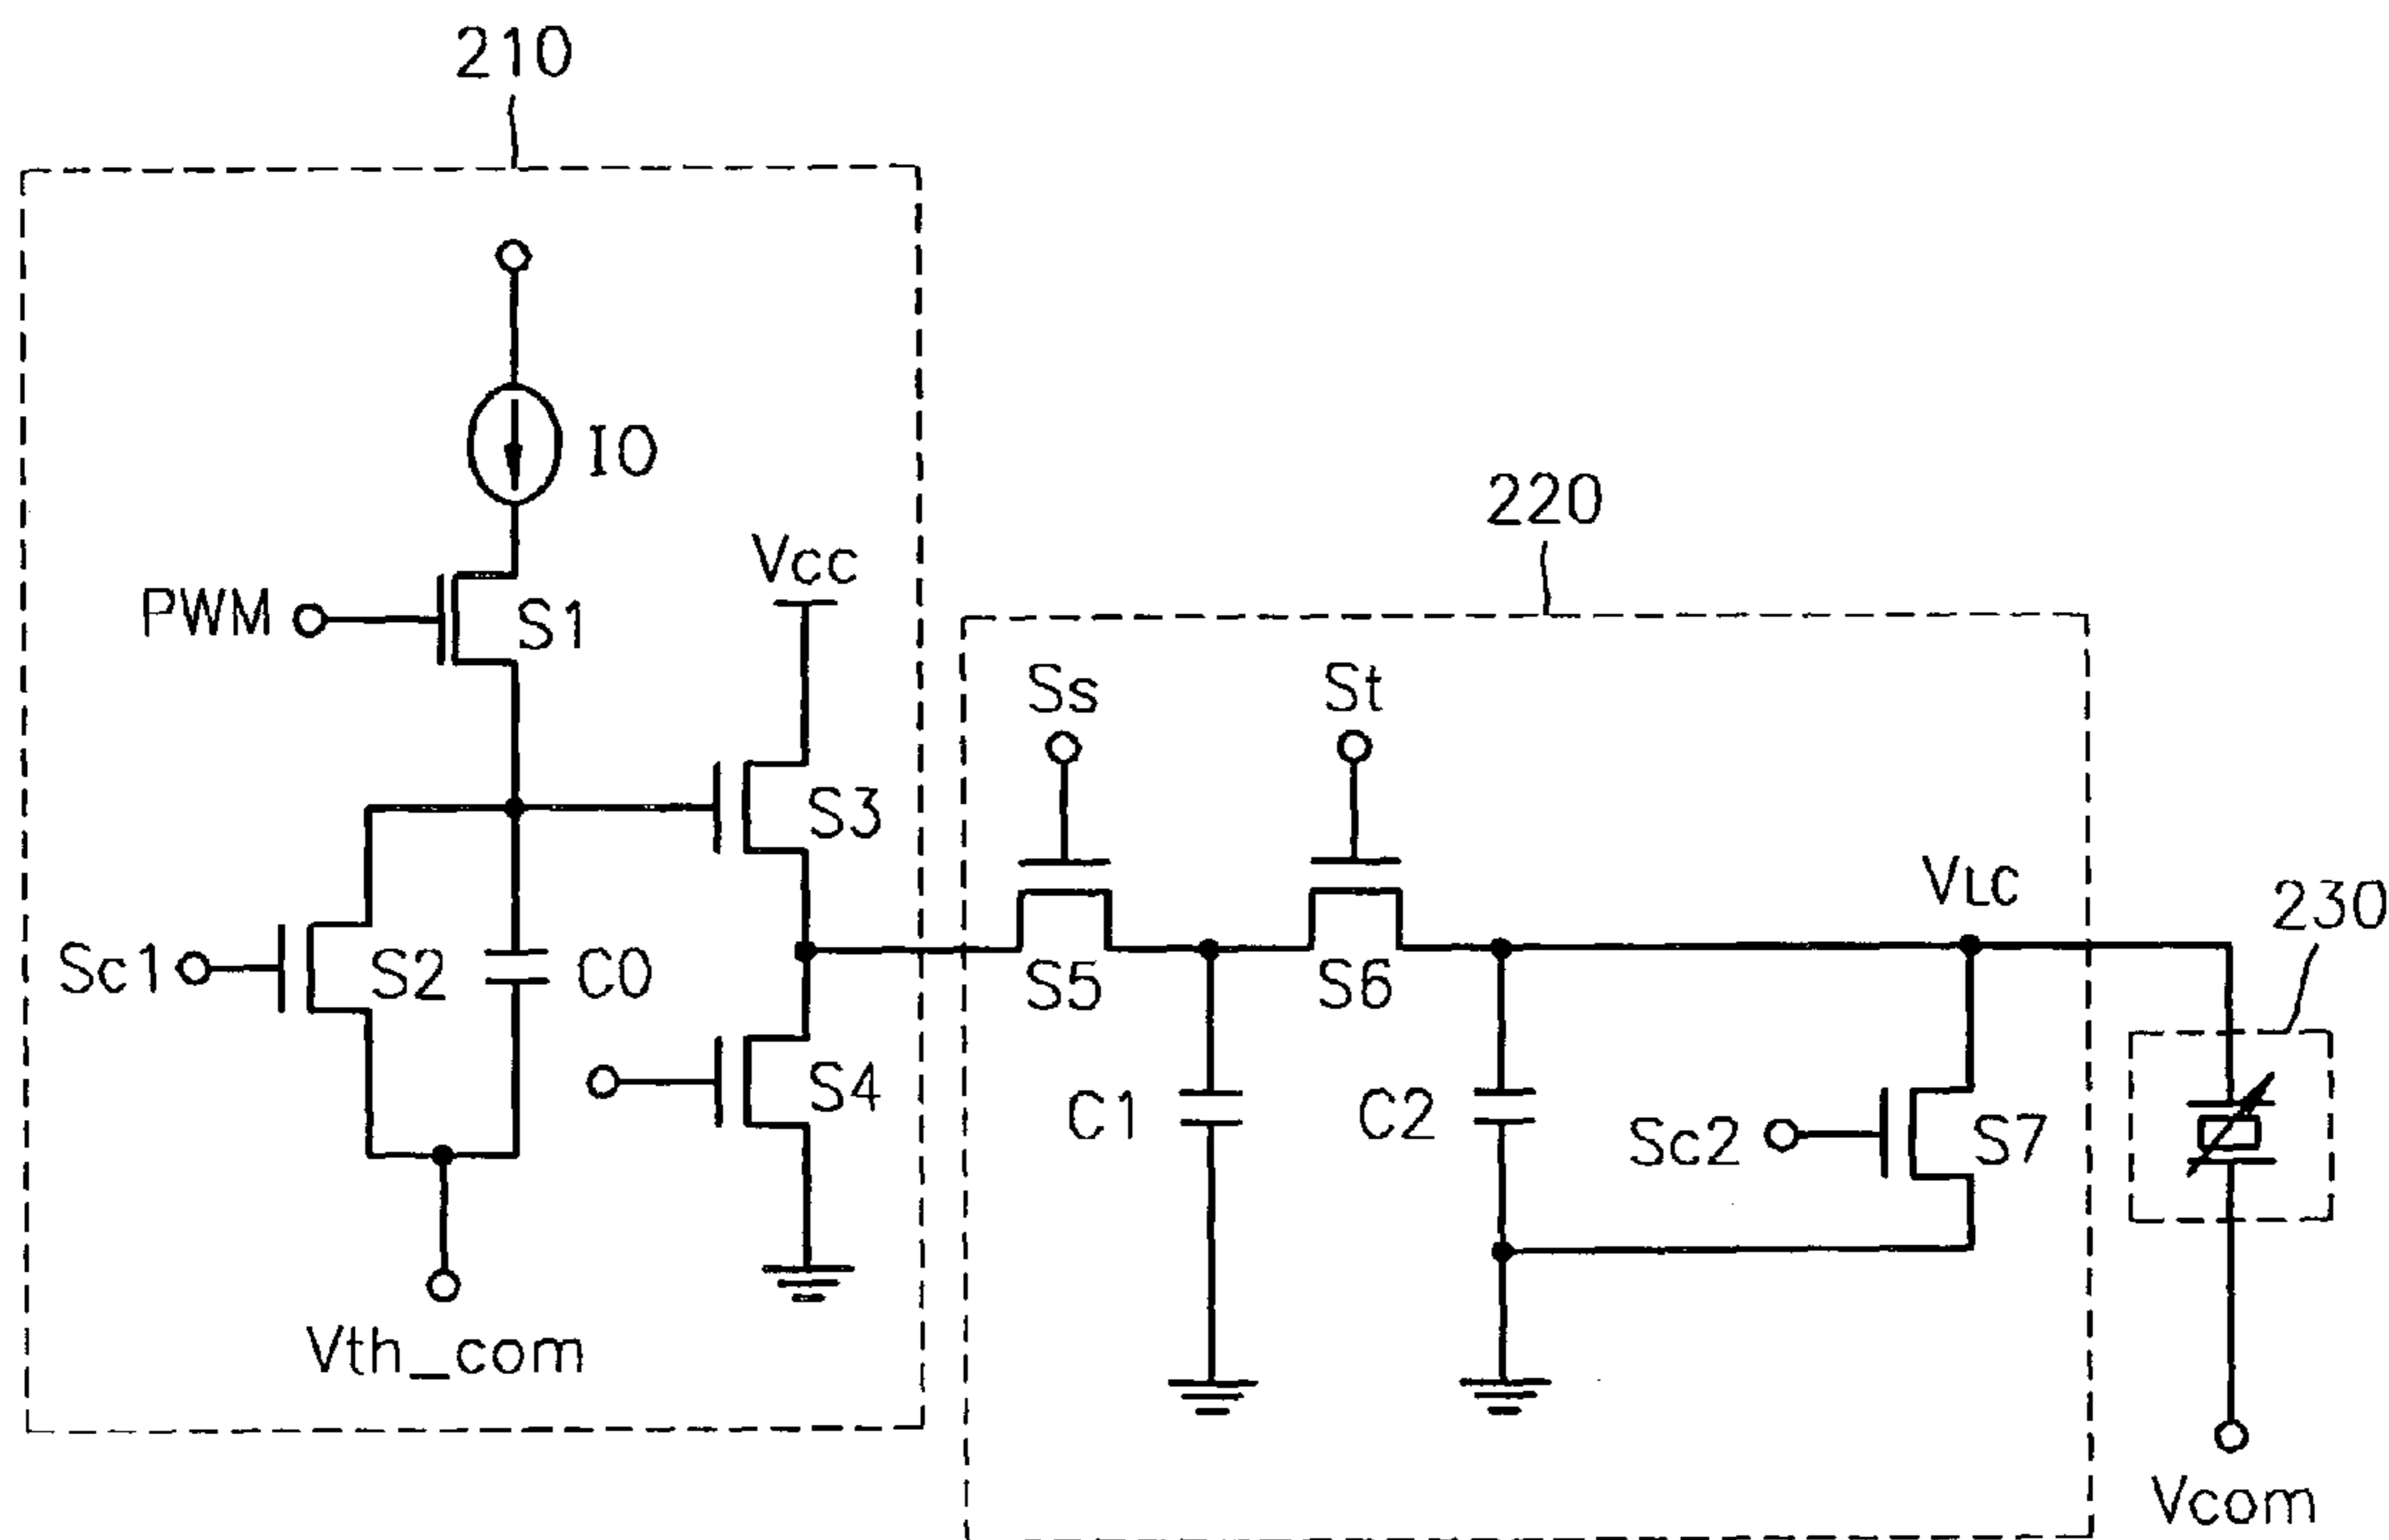 210
IO
220
Vcc
PWM
S1
Ss
St
S3
VLC
230
Sc1
S2
C0
S5
S6
S4
C1
C2
Sc2
S7
Vth_com
Vcom